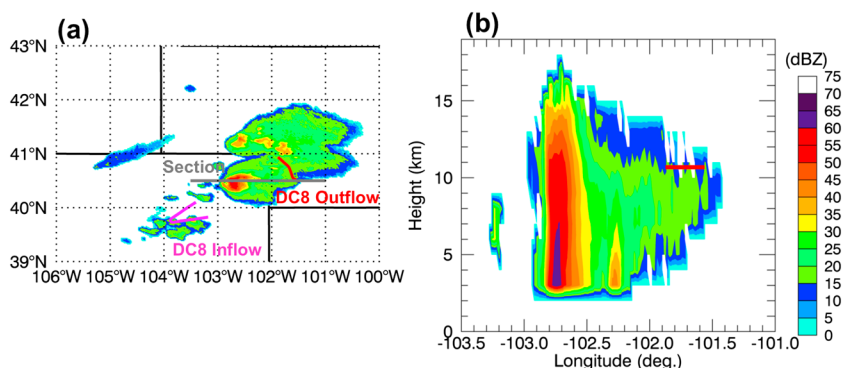 (a)
43°N
42°N
41°N
40°N
39°N
106°W 105°W 104°W 103°W 102°W 101°W 100°W
Section
DC8 Outflow
DC8 Inflow
(b)
Height (km)
15
10
5
0
-103.5 -103.0 -102.5 -102.0 -101.5 -101.0
Longitude (deg.)
(dBZ)
75
70
65
60
55
50
45
40
35
30
25
20
15
10
5
0